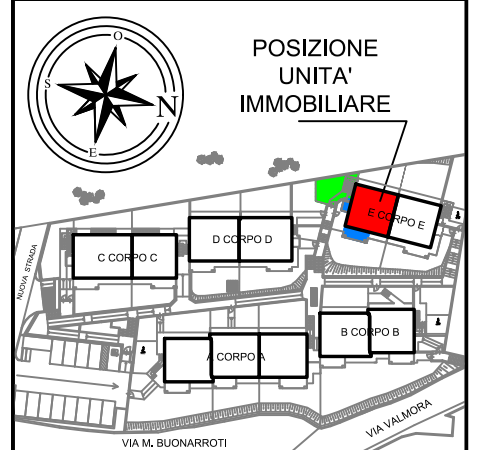 O
S
N
E
POSIZIONE
UNITA'
IMMOBILIARE
E CORPO E
D CORPO D
C CORPO C
NUOVA STRADA
B CORPO B
A CORPO A
VIA VALMORA
VIA M. BUONARROTI